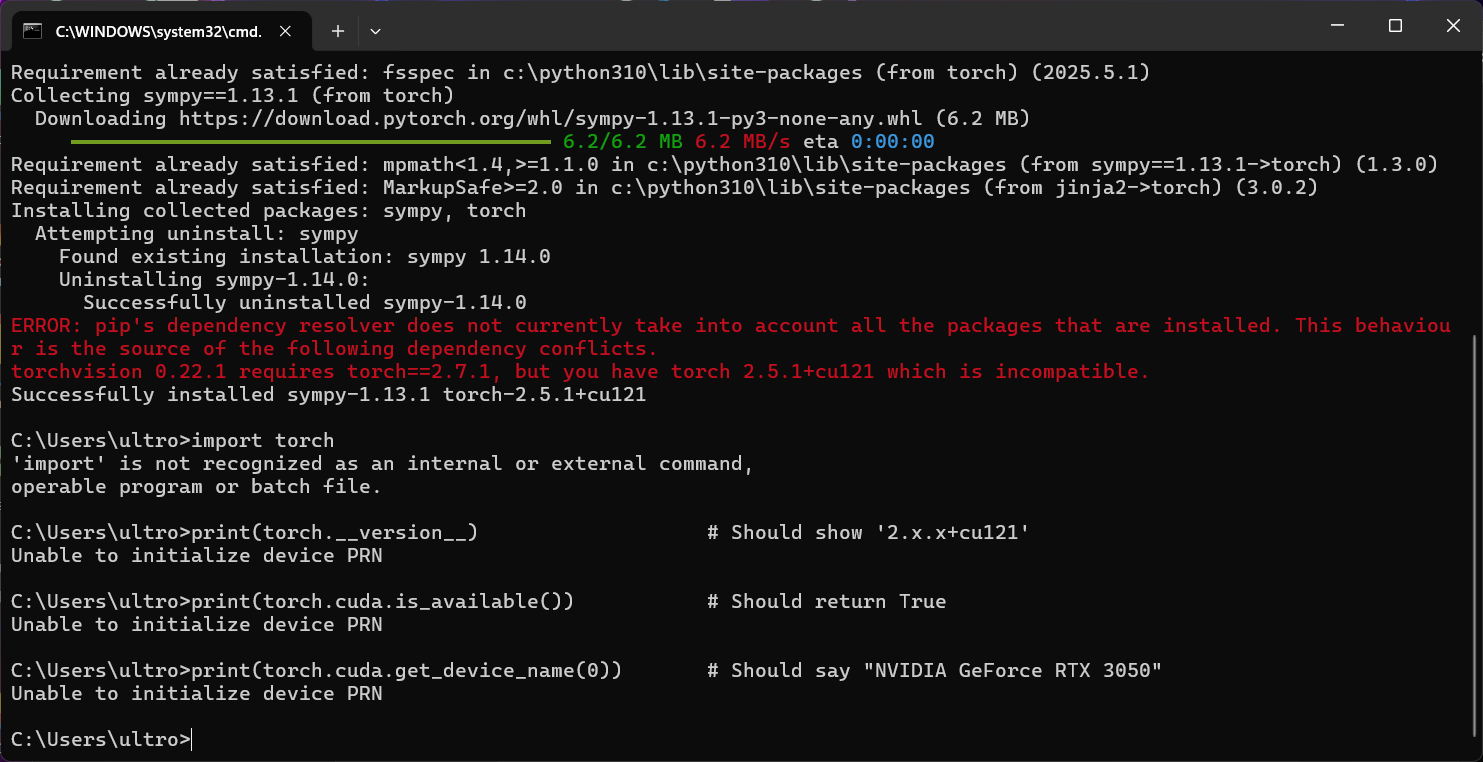 C:\WINDOWS\system32\cmd.
Requirement already satisfied: fsspec in c:\python310\lib\site-packages (from torch) (2025.5.1)
Collecting sympy==1.13.1 (from torch)
  Downloading https://download.pytorch.org/whl/sympy-1.13.1-py3-none-any.whl (6.2 MB)
6.2/6.2 MB 6.2 MB/s eta 0:00:00
Requirement already satisfied: mpmath<1.4,>=1.1.0 in c:\python310\lib\site-packages (from sympy==1.13.1->torch) (1.3.0)
Requirement already satisfied: MarkupSafe>=2.0 in c:\python310\lib\site-packages (from jinja2->torch) (3.0.2)
Installing collected packages: sympy, torch
  Attempting uninstall: sympy
    Found existing installation: sympy 1.14.0
    Uninstalling sympy-1.14.0:
      Successfully uninstalled sympy-1.14.0
ERROR: pip's dependency resolver does not currently take into account all the packages that are installed. This behaviou
r is the source of the following dependency conflicts.
torchvision 0.22.1 requires torch==2.7.1, but you have torch 2.5.1+cu121 which is incompatible.
Successfully installed sympy-1.13.1 torch-2.5.1+cu121
C:\Users\ultro>import torch
'import' is not recognized as an internal or external command,
operable program or batch file.
C:\Users\ultro>print(torch.__version__)                   # Should show '2.x.x+cu121'
Unable to initialize device PRN
C:\Users\ultro>print(torch.cuda.is_available())           # Should return True
Unable to initialize device PRN
C:\Users\ultro>print(torch.cuda.get_device_name(0))       # Should say "NVIDIA GeForce RTX 3050"
Unable to initialize device PRN
C:\Users\ultro>